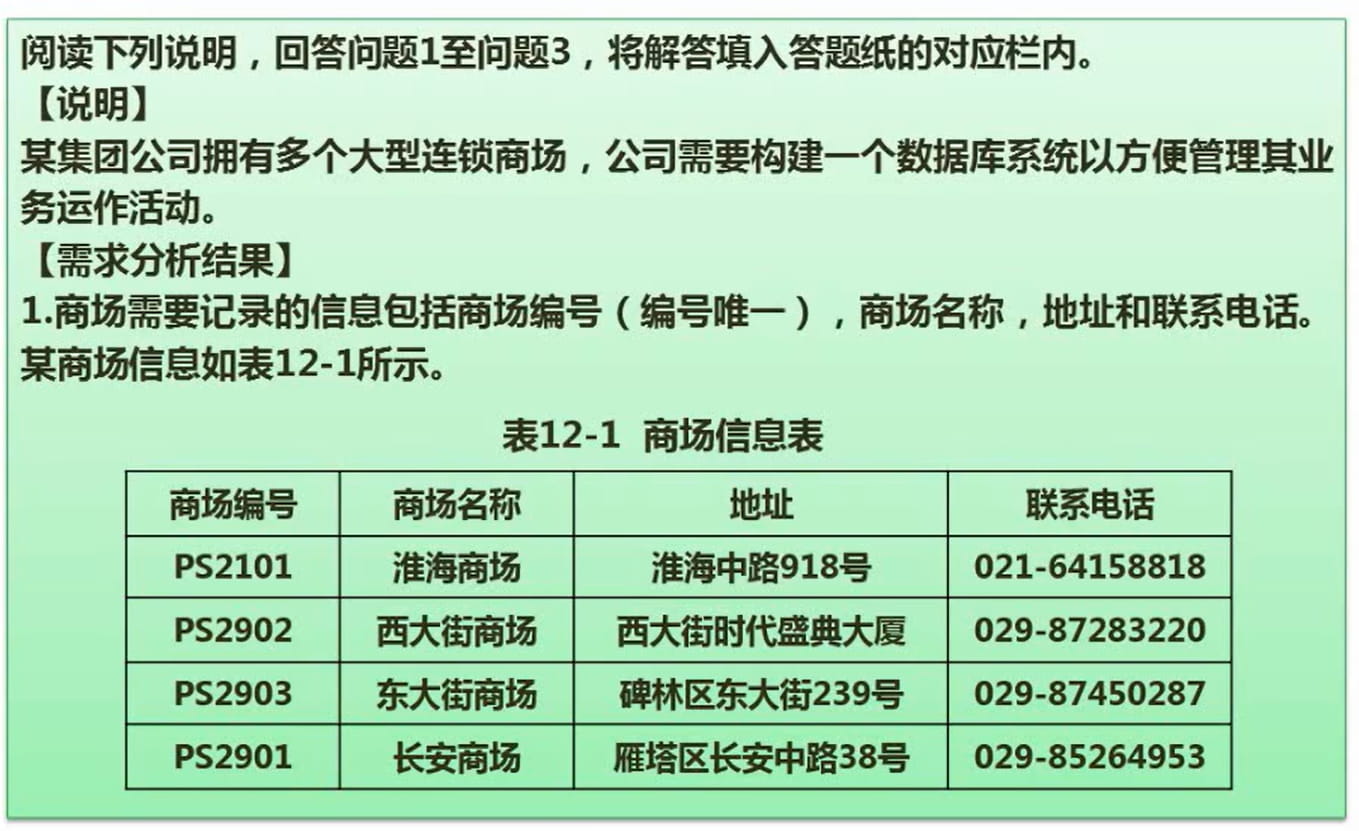 阅读下列说明，回答问题1至问题3，将解答填入答题纸的对应栏内。
【说明】
某集团公司拥有多个大型连锁商场，公司需要构建一个数据库系统以方便管理其业
务运作活动。
【需求分析结果】
1.商场需要记录的信息包括商场编号（编号唯一），商场名称，地址和联系电话。
某商场信息如表12-1所示。
表12-1 商场信息表
商场编号 商场名称 地址 联系电话
PS2101 淮海商场 淮海中路918号 021-64158818
PS2902 西大街商场 西大街时代盛典大厦 029-87283220
PS2903 东大街商场 碑林区东大街239号 029-87450287
PS2901 长安商场 雁塔区长安中路38号 029-85264953